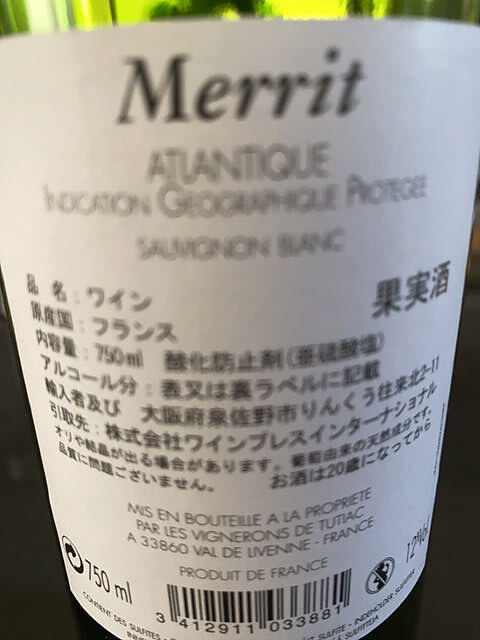 Merrit
ATLANTIQUE
INDICATION GEOGRAPHIQUE PROTEGEE
SAUVIGNON BLANC
果実酒
品 名：ワイン
原産国：フランス
内容量：750ml 酸化防止剤（亜硫酸塩）
アルコール分：表又は裏ラベルに記載
輸入者及び 大阪府泉佐野市りんくう往来北2-11
引取先：株式会社ワインプレスインターナショナル
オリや結晶が出る場合があります。葡萄由来の天然成分です。
品質に問題ございません。 お酒は20歳になってから
MIS EN BOUTEILLE A LA PROPRIETE
PAR LES VIGNERONS DE TUTIAC
A 33860 VAL DE LIVENNE - FRANCE
PRODUIT DE FRANCE
750 ml
12%
3 412911 033881
CONTIENT DES SULFITES
SULFITE - INDEHOLDER SULFITTER